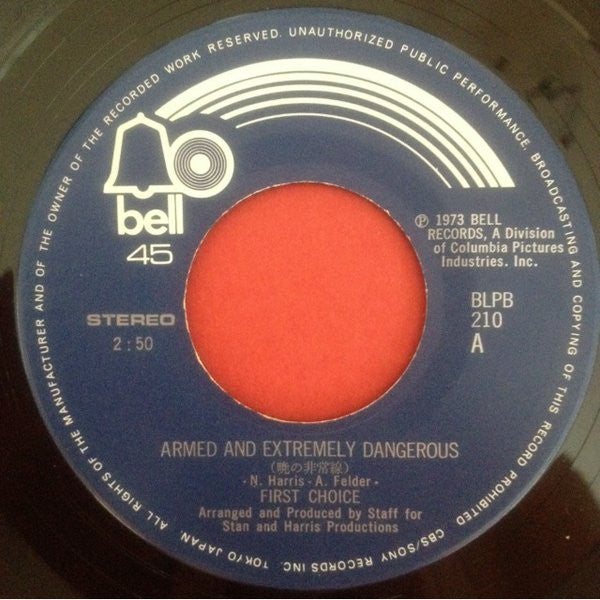 ALL RIGHTS OF THE MANUFACTURER AND OF THE OWNER OF THE RECORDED WORK RESERVED. UNAUTHORIZED PUBLIC PERFORMANCE, BROADCASTING AND COPYING OF THIS RECORD PROHIBITED. CBS/SONY RECORDS INC. TOKYO JAPAN.
bell
45
℗ 1973 BELL
RECORDS, A Division
of Columbia Pictures
Industries. Inc.
STEREO
2:50
BLPB
210
A
ARMED AND EXTREMELY DANGEROUS
(暁の非常線)
- N. Harris - A. Felder -
FIRST CHOICE
Arranged and Produced by Staff for
Stan and Harris Productions